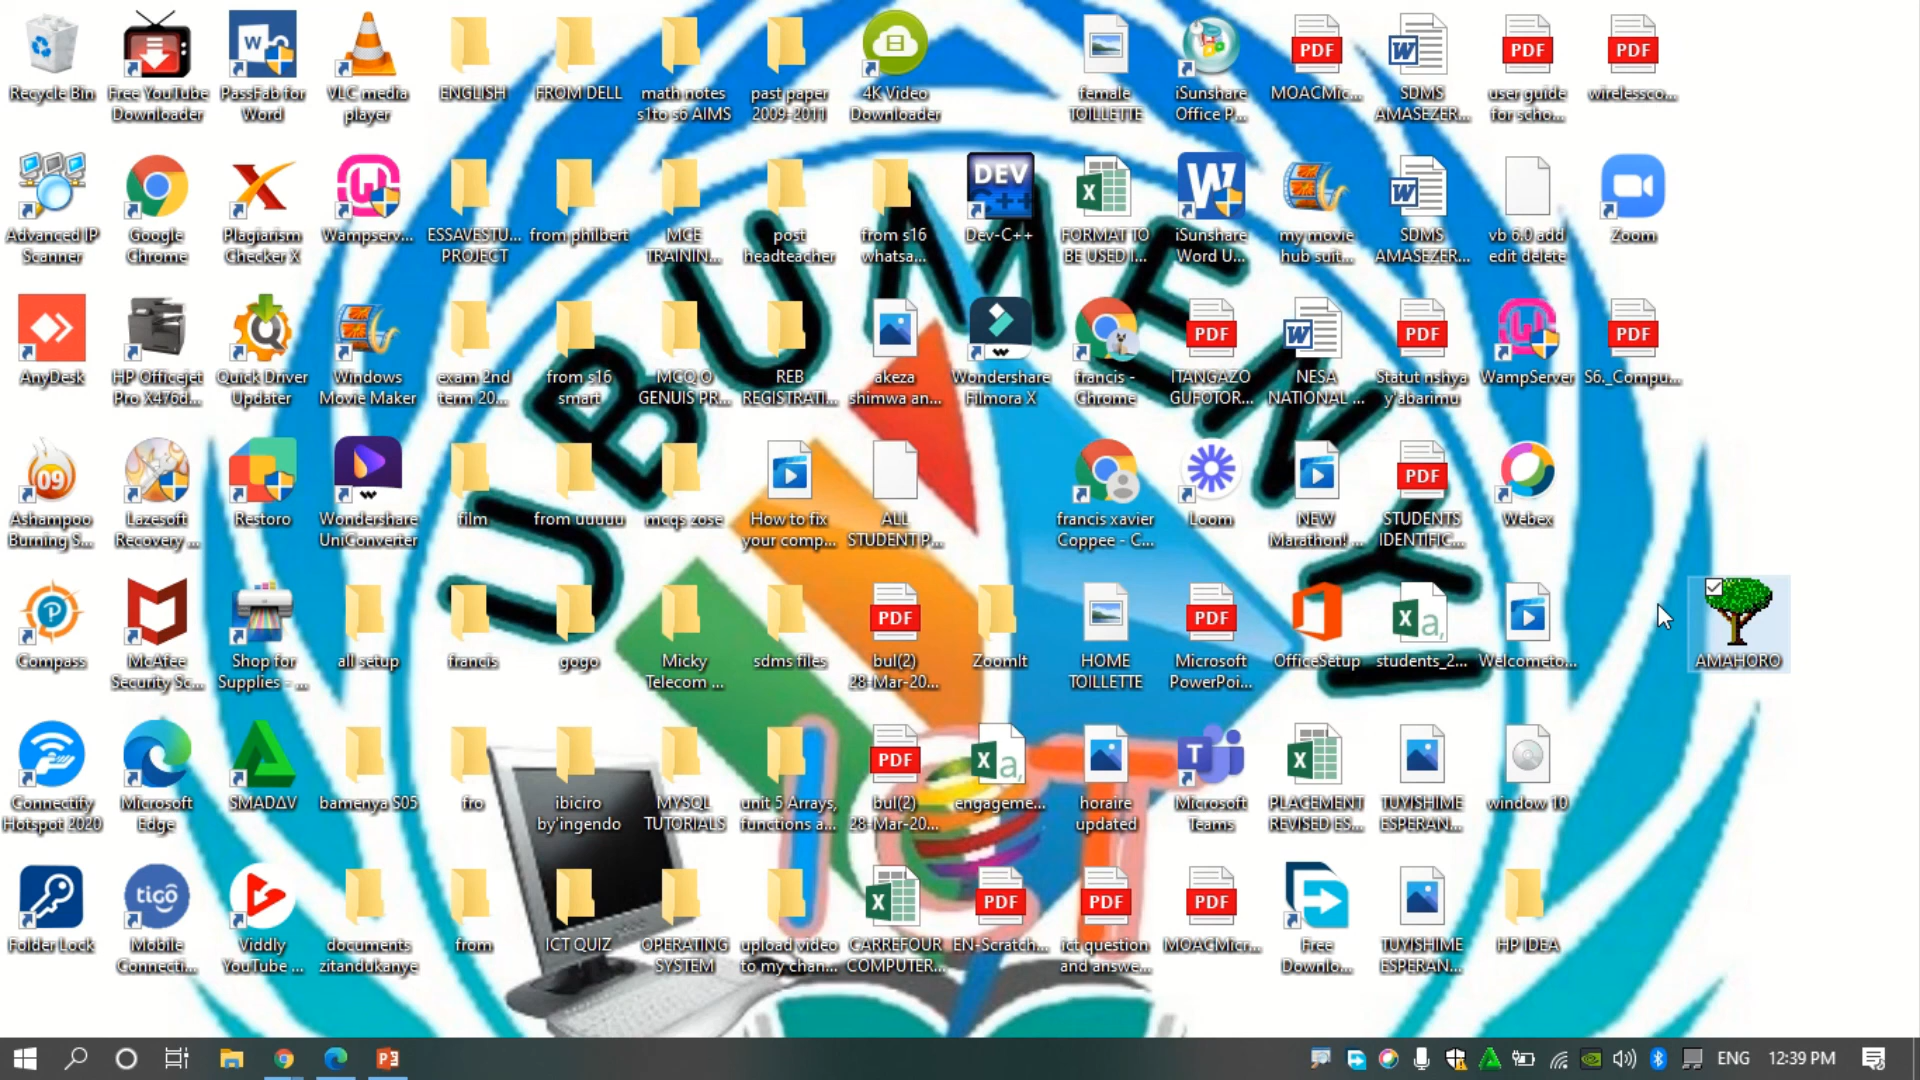 Recycle Bin
Free YouTube
Downloader
PassFab for
Word
VLC media
player
ENGLISH
FROM DELL
math notes
s1to s6 AIMS
past paper
2009-2011
4K Video
Downloader
female
TOILLETTE
iSunshare
Office P...
MOACMic...
SDMS
AMASEZER...
user guide
for scho...
wirelessco...
Advanced IP
Scanner
Google
Chrome
Plagiarism
Checker X
Wampserv...
ESSAVESTU...
PROJECT
from philbert
MCE
TRAININ...
post
headteacher
from s16
whatsa...
Dev-C++
FORMAT TO
BE USED I...
iSunshare
Word U...
my movie
hub suit...
SDMS
AMASEZER...
vb 6.0 add
edit delete
Zoom
AnyDesk
HP Officejet
Pro X476d...
Quick Driver
Updater
Windows
Movie Maker
exam 2nd
term 20...
from s16
smart
MCQ O
GENUIS PR...
REB
REGISTRATI...
akeza
shimwa an...
Wondershare
Filmora X
francis -
Chrome
ITANGAZO
GUFOTOR...
NESA
NATIONAL ...
Statut nshya
y'abarimu
WampServer
S6._Compu...
Ashampoo
Burning S...
Lazesoft
Recovery ...
Restoro
Wondershare
UniConverter
film
from uuuuu
mcqs zose
How to fix
your comp...
ALL
STUDENT P...
francis xavier
Coppee - C...
Loom
NEW
Marathon! ...
STUDENTS
IDENTIFIC...
Webex
Compass
McAfee
Security Sc...
Shop for
Supplies - ...
all setup
francis
gogo
Micky
Telecom ...
sdms files
bul(2)
28-Mar-20...
ZoomIt
HOME
TOILLETTE
Microsoft
PowerPoi...
OfficeSetup
students_2...
Welcometo...
AMAHORO
Connectify
Hotspot 2020
Microsoft
Edge
SMADAV
bamenya S05
fro
ibiciro
by'ingendo
MYSQL
TUTORIALS
unit 5 Arrays,
functions a...
bul(2)
28-Mar-20...
engageme...
horaire
updated
Microsoft
Teams
PLACEMENT
REVISED ES...
TUYISHIME
ESPERAN...
window 10
Folder Lock
Mobile
Connecti...
Viddly
YouTube ...
documents
zitandukanye
from
ICT QUIZ
OPERATING
SYSTEM
upload video
to my chan...
CARREFOUR
COMPUTER...
EN-Scratch...
ict question
and answe...
MOACMicr...
Free
Downlo...
TUYISHIME
ESPERAN...
HP IDEA
UBUMENYI
ICT
ENG
12:39 PM